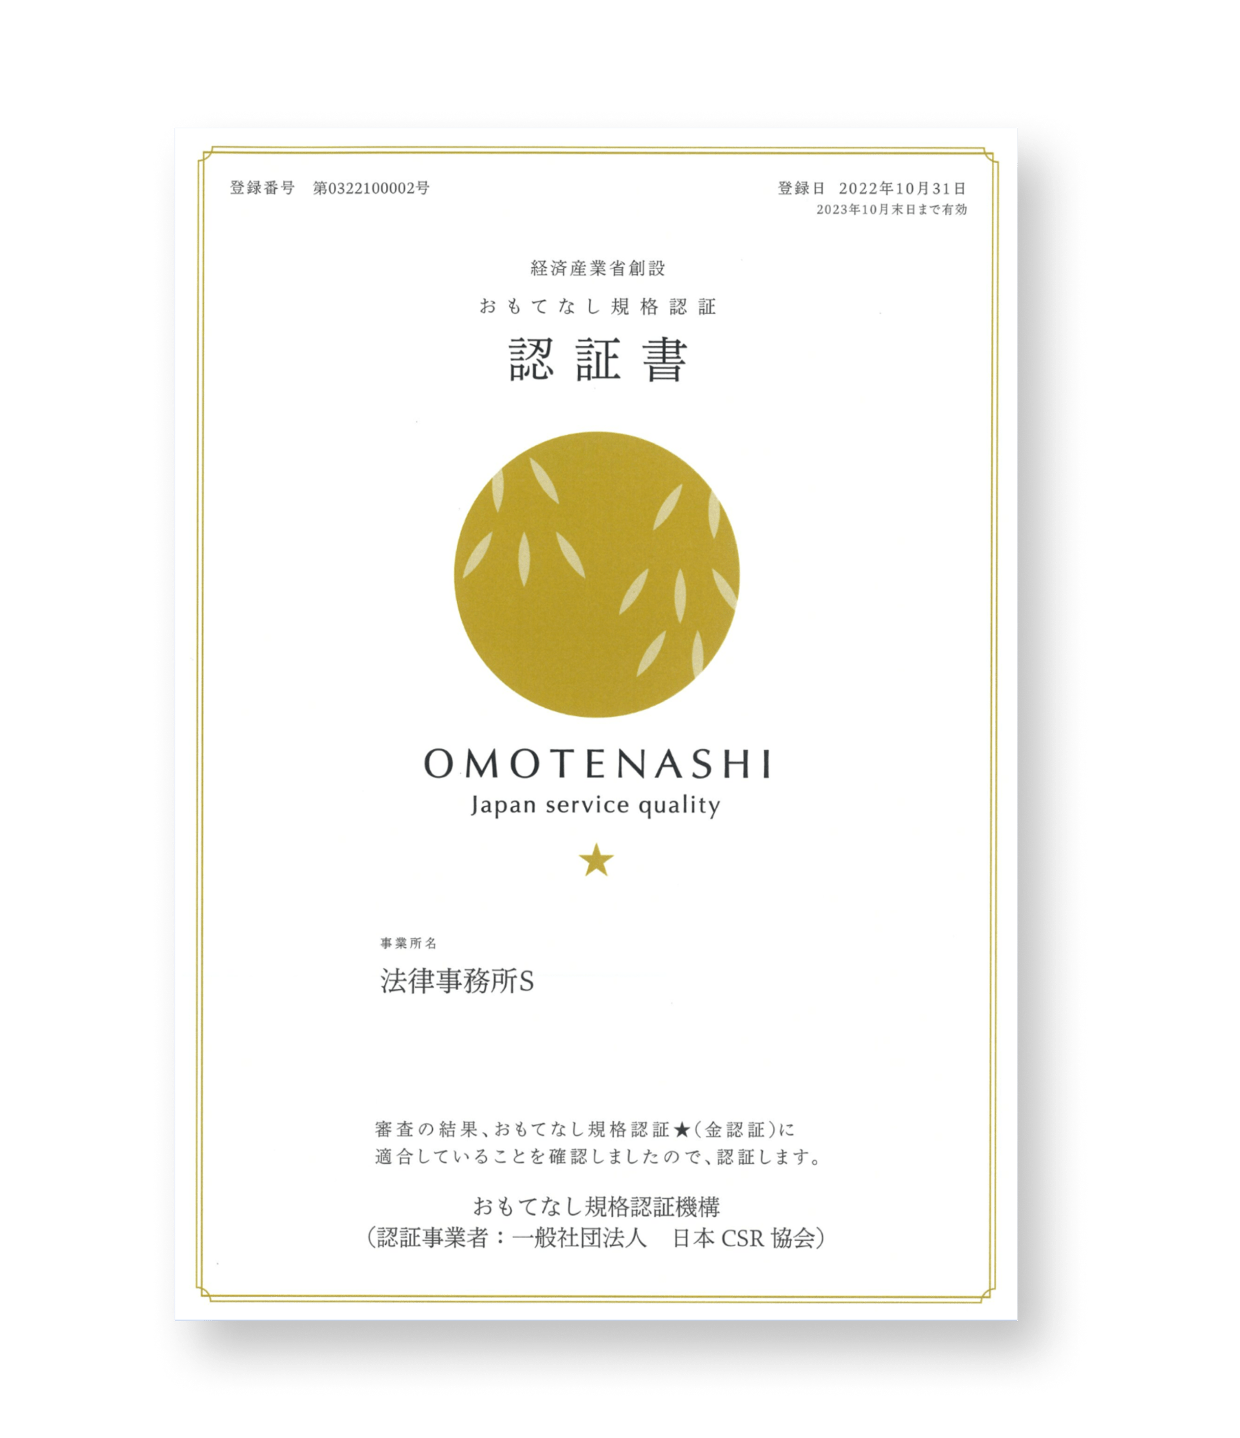 登録番号　第0322100002号
登録日 2022年10月31日
2023年10月末日まで有効
経済産業省創設
おもてなし規格認証
認証書
OMOTENASHI
Japan service quality
★
事業所名
法律事務所S
審査の結果、おもてなし規格認証★(金認証)に
適合していることを確認しましたので、認証します。
おもてなし規格認証機構
（認証事業者：一般社団法人　日本 CSR 協会）